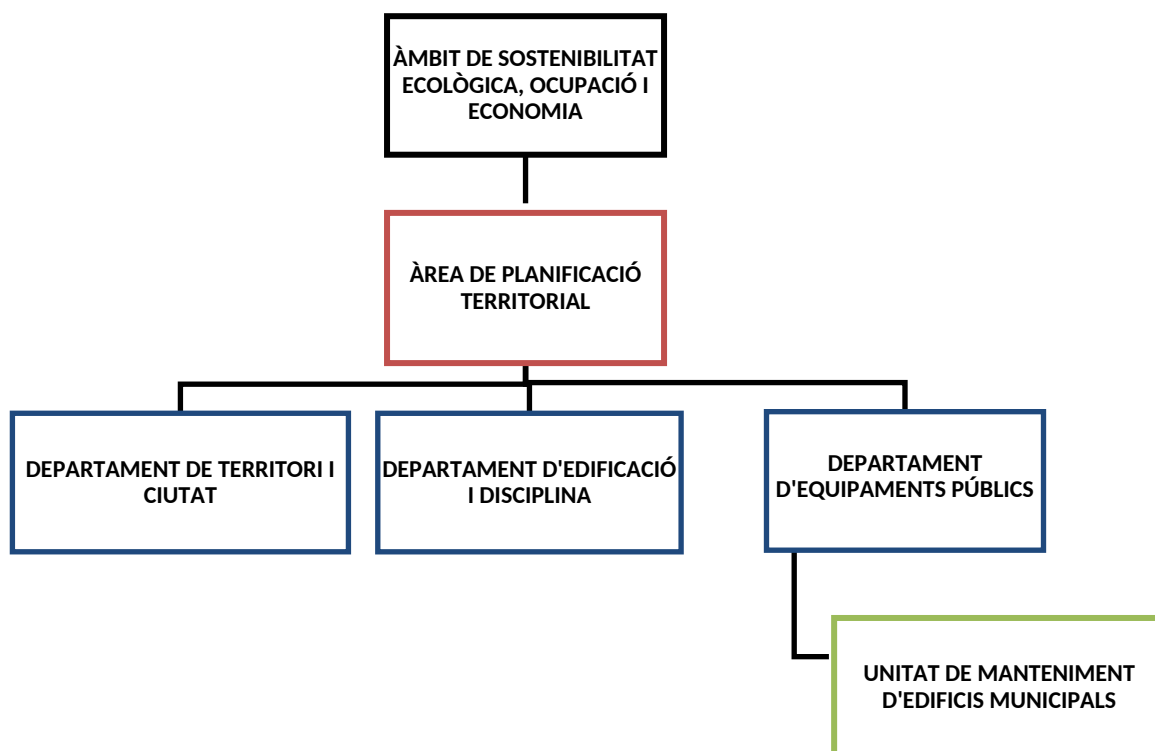 ÀMBIT DE SOSTENIBILITAT
ECOLÒGICA, OCUPACIÓ I
ECONOMIA
ÀREA DE PLANIFICACIÓ
TERRITORIAL
DEPARTAMENT DE TERRITORI I
CIUTAT
DEPARTAMENT D'EDIFICACIÓ
I DISCIPLINA
DEPARTAMENT
D'EQUIPAMENTS PÚBLICS
UNITAT DE MANTENIMENT
D'EDIFICIS MUNICIPALS